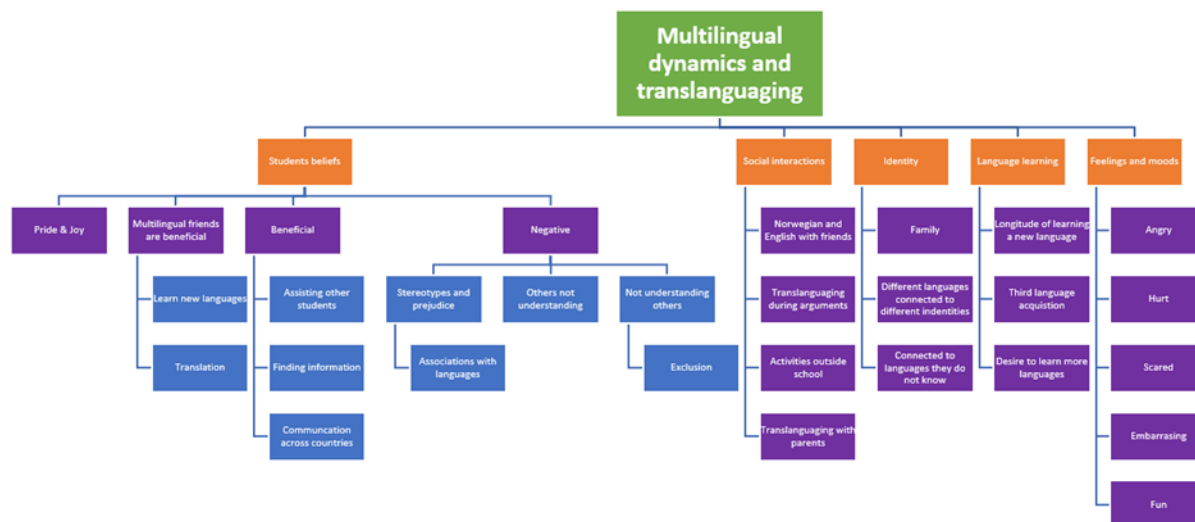 Multilingual
dynamics and
translanguaging
Students beliefs
Social interactions
Identity
Language learning
Feelings and moods
Pride & Joy
Multilingual friends
are beneficial
Beneficial
Negative
Norwegian and
English with friends
Family
Longitude of learning
a new language
Angry
Learn new languages
Assisting other
students
Stereotypes and
prejudice
Others not
understanding
Not understanding
others
Translanguaging
during arguments
Different languages
connected to
different indentities
Third language
acquistion
Hurt
Translation
Finding information
Associations with
languages
Exclusion
Activities outside
school
Connected to
languages they do
not know
Desire to learn more
languages
Scared
Communcation
across countries
Translanguaging with
parents
Embarrasing
Fun